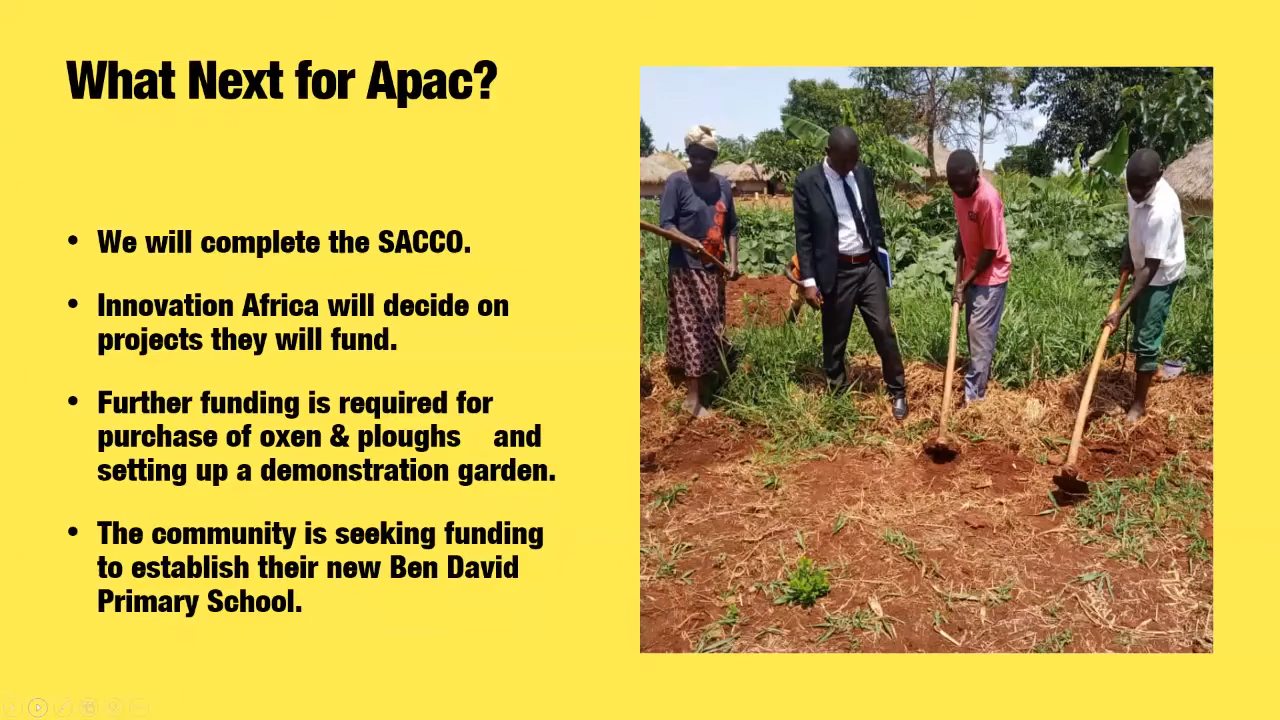 What Next for Apac?
• We will complete the SACCO.
• Innovation Africa will decide on
projects they will fund.
• Further funding is required for
purchase of oxen & ploughs    and
setting up a demonstration garden.
• The community is seeking funding
to establish their new Ben David
Primary School.